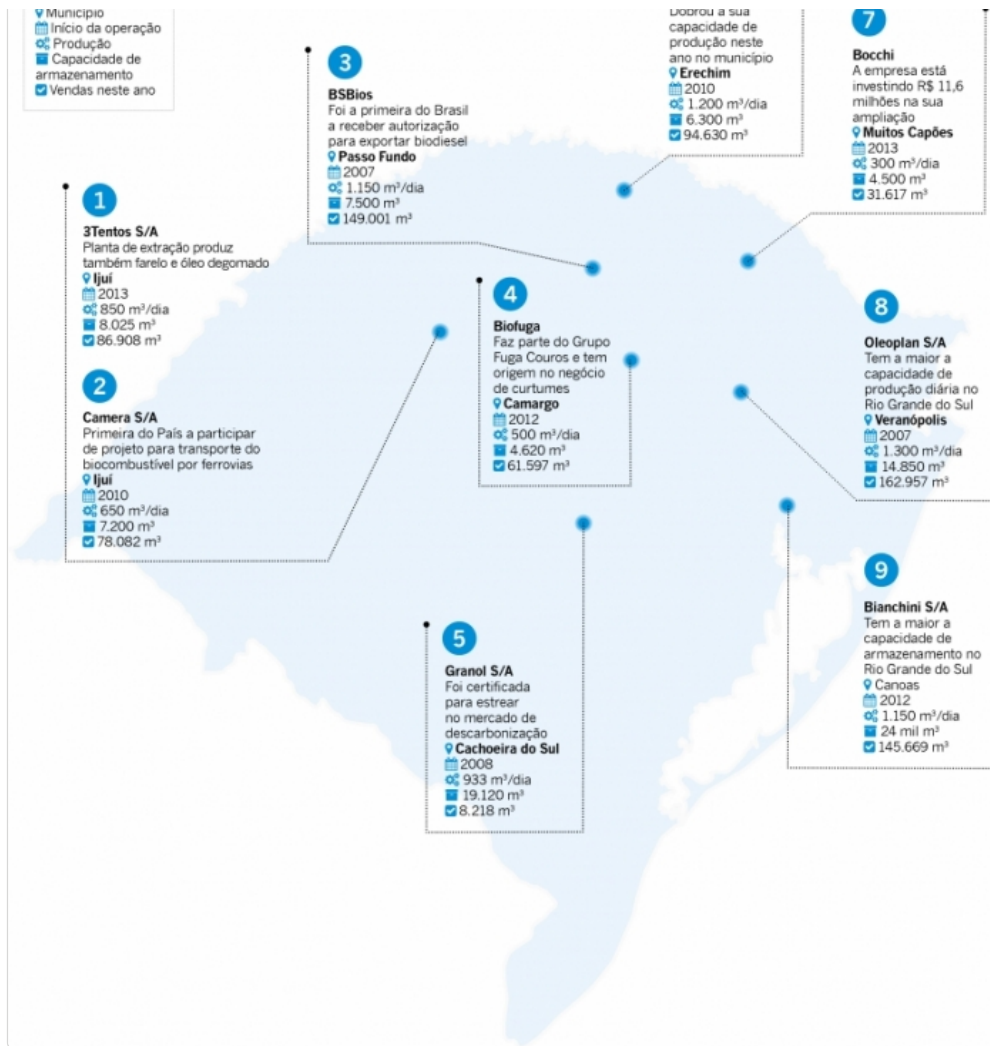 Município
Início da operação
Produção
Capacidade de
armazenamento
Vendas neste ano
1
3Tentos S/A
Planta de extração produz
também farelo e óleo degomado
Ijuí
2013
850 m³/dia
8.025 m³
86.908 m³
2
Camera S/A
Primeira do País a participar
de projeto para transporte do
biocombustível por ferrovias
Ijuí
2010
650 m³/dia
7.200 m³
78.082 m³
3
BSBios
Foi a primeira do Brasil
a receber autorização
para exportar biodiesel
Passo Fundo
2007
1.150 m³/dia
7.500 m³
149.001 m³
4
Biofuga
Faz parte do Grupo
Fuga Couros e tem
origem no negócio
de curtumes
Camargo
2012
500 m³/dia
4.620 m³
61.597 m³
5
Granol S/A
Foi certificada
para estrear
no mercado de
descarbonização
Cachoeira do Sul
2008
933 m³/dia
19.120 m³
8.218 m³
Dobrou a sua
capacidade de
produção neste
ano no município
Erechim
2010
1.200 m³/dia
6.300 m³
94.630 m³
7
Bocchi
A empresa está
investindo R$ 11,6
milhões na sua
ampliação
Muitos Capões
2013
300 m³/dia
4.500 m³
31.617 m³
8
Oleoplan S/A
Tem a maior a
capacidade de
produção diária no
Rio Grande do Sul
Veranópolis
2007
1.300 m³/dia
14.850 m³
162.957 m³
9
Bianchini S/A
Tem a maior a
capacidade de
armazenamento no
Rio Grande do Sul
Canoas
2012
1.150 m³/dia
24 mil m³
145.669 m³